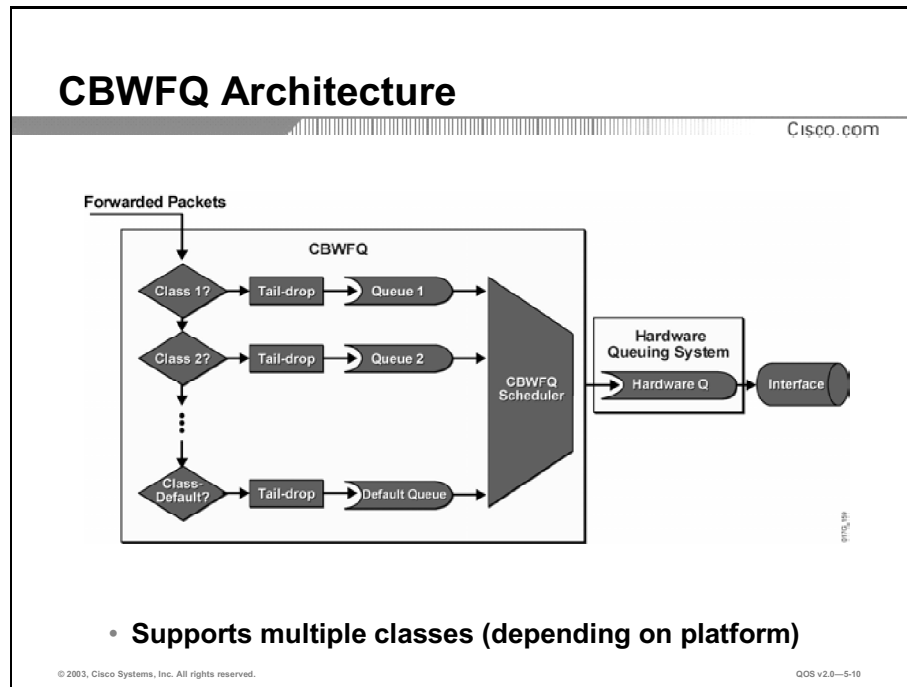 CBWFQ Architecture
Cisco.com
Forwarded Packets
CBWFQ
Class 1?
Tail-drop
Queue 1
Class 2?
Tail-drop
Queue 2
CBWFQ
Scheduler
Hardware
Queuing System
Hardware Q
Interface
Class-
Default?
Tail-drop
Default Queue
• Supports multiple classes (depending on platform)
© 2003, Cisco Systems, Inc. All rights reserved.
QOS v2.0—5-10